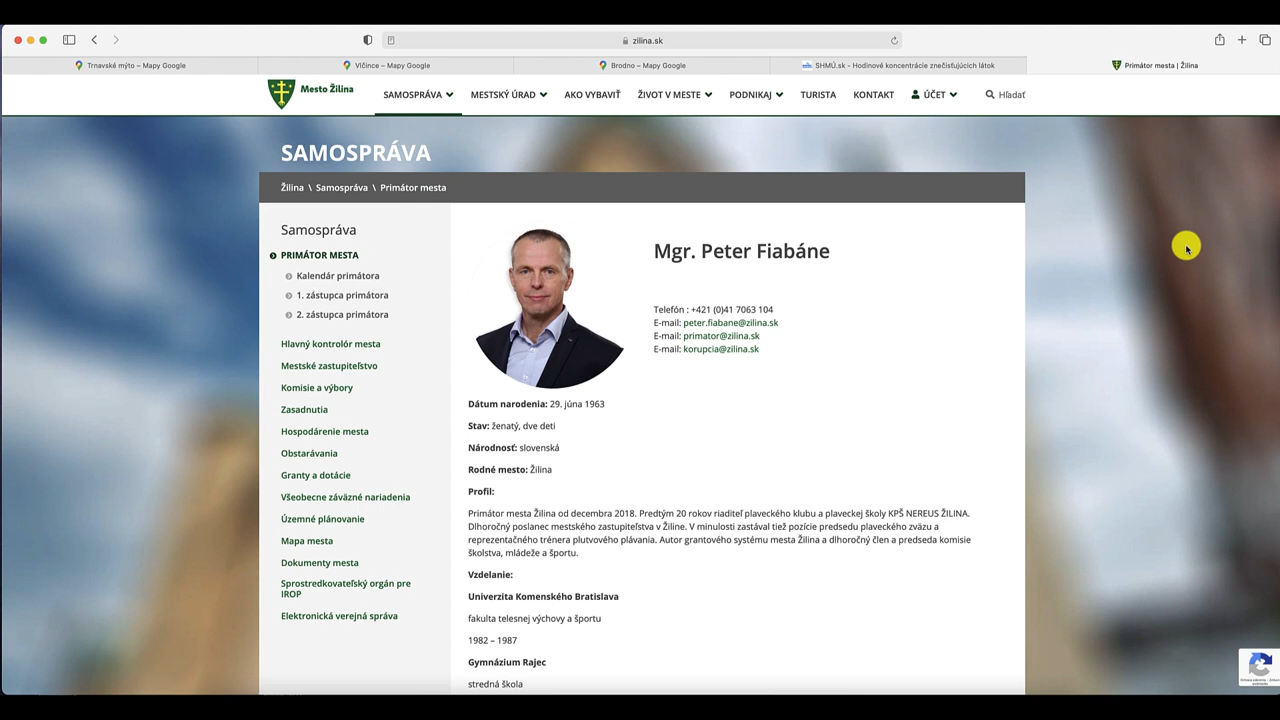 zilina.sk
Trnavské mýto – Mapy Google
Vlčince – Mapy Google
Brodno – Mapy Google
SHMÚ.sk - Hodinové koncentrácie znečisťujúcich látok
Primátor mesta | Žilina
Mesto Žilina
SAMOSPRÁVA
MESTSKÝ ÚRAD
AKO VYBAVIŤ
ŽIVOT V MESTE
PODNIKAJ
TURISTA
KONTAKT
ÚČET
Hľadať
SAMOSPRÁVA
Žilina \ Samospráva \ Primátor mesta
Samospráva
PRIMÁTOR MESTA
Kalendár primátora
1. zástupca primátora
2. zástupca primátora
Hlavný kontrolór mesta
Mestské zastupiteľstvo
Komisie a výbory
Zasadnutia
Hospodárenie mesta
Obstarávania
Granty a dotácie
Všeobecne záväzné nariadenia
Územné plánovanie
Mapa mesta
Dokumenty mesta
Sprostredkovateľský orgán pre
IROP
Elektronická verejná správa
Mgr. Peter Fiabáne
Telefón : +421 (0)41 7063 104
E-mail: peter.fiabane@zilina.sk
E-mail: primator@zilina.sk
E-mail: korupcia@zilina.sk
Dátum narodenia: 29. júna 1963
Stav: ženatý, dve deti
Národnosť: slovenská
Rodné mesto: Žilina
Profil:
Primátor mesta Žilina od decembra 2018. Predtým 20 rokov riaditeľ plaveckého klubu a plaveckej školy KPŠ NEREUS ŽILINA.
Dlhoročný poslanec mestského zastupiteľstva v Žiline. V minulosti zastával tiež pozície predsedu plaveckého zväzu a
reprezentačného trénera plutvového plávania. Autor grantového systému mesta Žilina a dlhoročný člen a predseda komisie
školstva, mládeže a športu.
Vzdelanie:
Univerzita Komenského Bratislava
fakulta telesnej výchovy a športu
1982 – 1987
Gymnázium Rajec
stredná škola